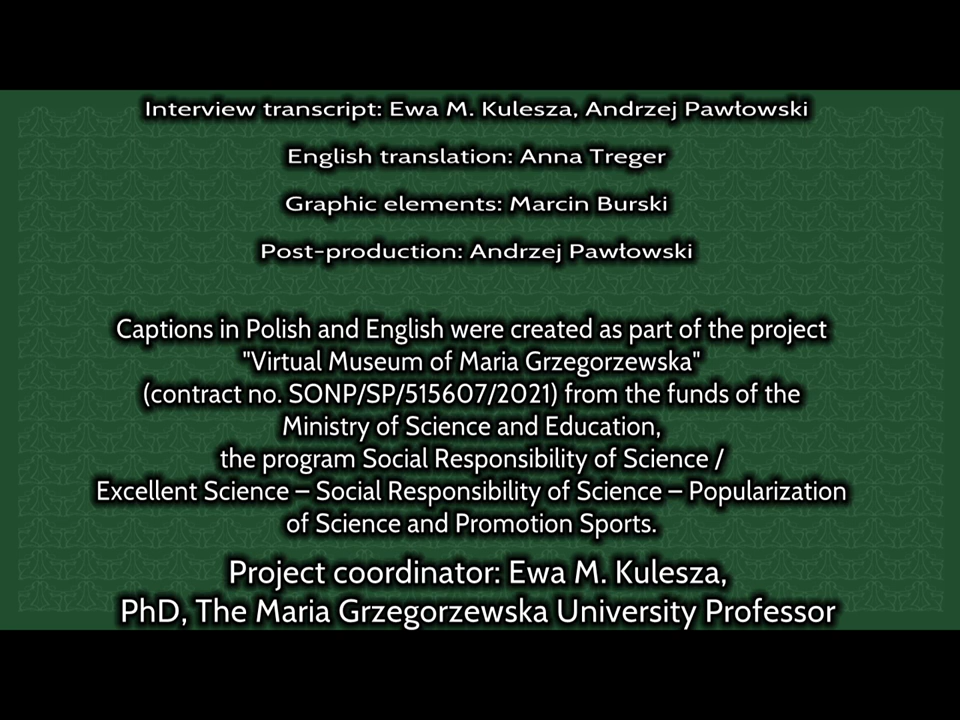 Interview transcript: Ewa M. Kulesza, Andrzej Pawłowski
English translation: Anna Treger
Graphic elements: Marcin Burski
Post-production: Andrzej Pawłowski
Captions in Polish and English were created as part of the project
"Virtual Museum of Maria Grzegorzewska"
(contract no. SONP/SP/515607/2021) from the funds of the
Ministry of Science and Education,
the program Social Responsibility of Science /
Excellent Science – Social Responsibility of Science – Popularization
of Science and Promotion Sports.
Project coordinator: Ewa M. Kulesza,
PhD, The Maria Grzegorzewska University Professor